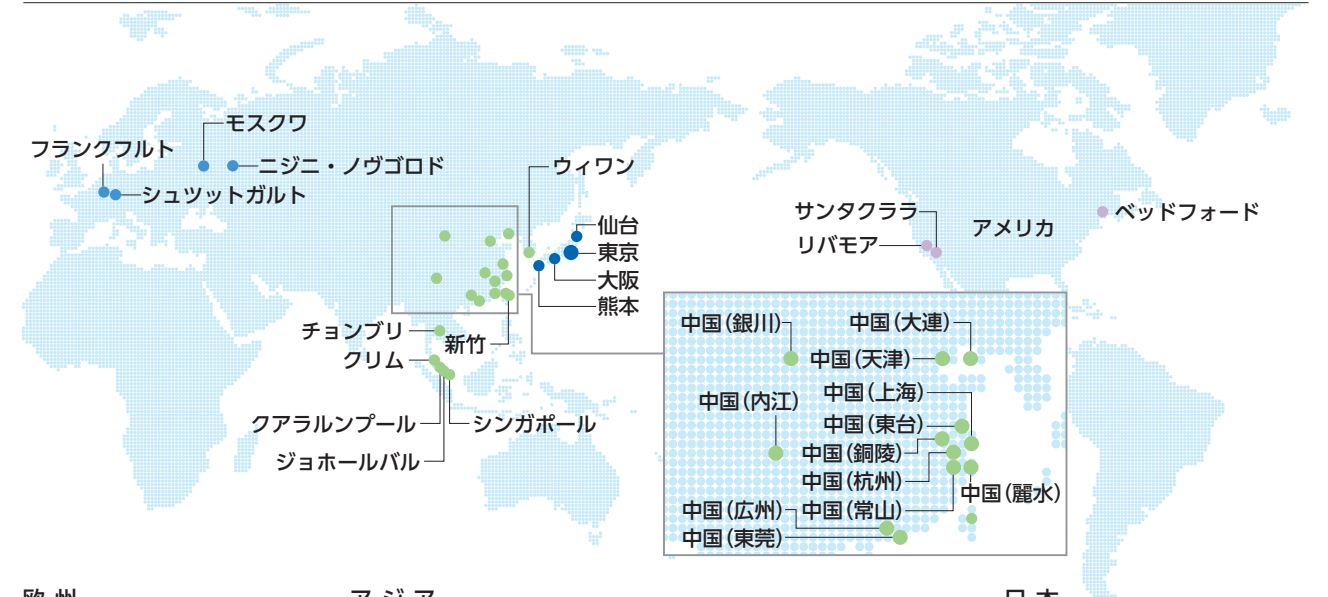 モスクワ
フランクフルト
ニジニ・ノヴゴロド
シュツットガルト
ウィワン
仙台
東京
大阪
熊本
サンタクララ
リバモア
アメリカ
ベッドフォード
チョンブリ
新竹
クリム
クアラルンプール
シンガポール
ジョホールバル
中国(銀川)
中国(大連)
中国(天津)
中国(上海)
中国(内江)
中国(東台)
中国(銅陵)
中国(杭州)
中国(麗水)
中国(広州)
中国(常山)
中国(東莞)
欧州
アジア
日本